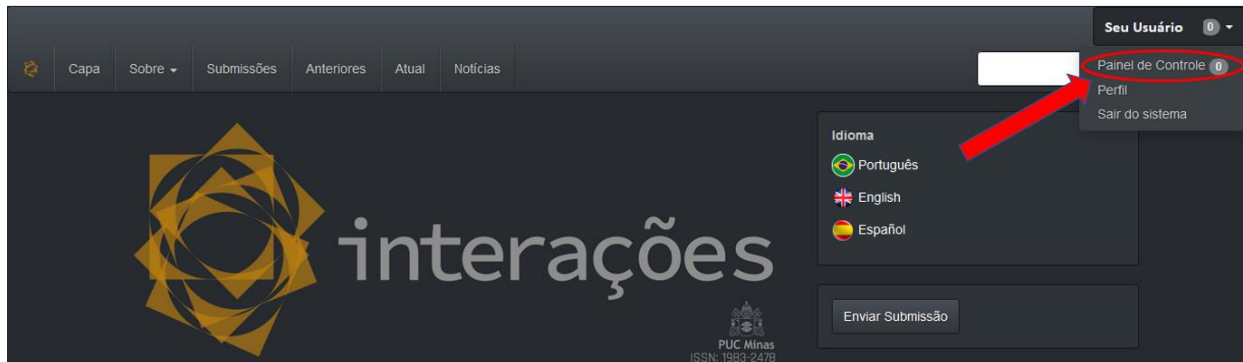 Seu Usuário 0
Capa Sobre Submissões Anteriores Atual Notícias
Painel de Controle 0
Perfil
Sair do sistema
Idioma
Português
English
Español
interações
Enviar Submissão
PUC Minas
ISSN: 1983-2478